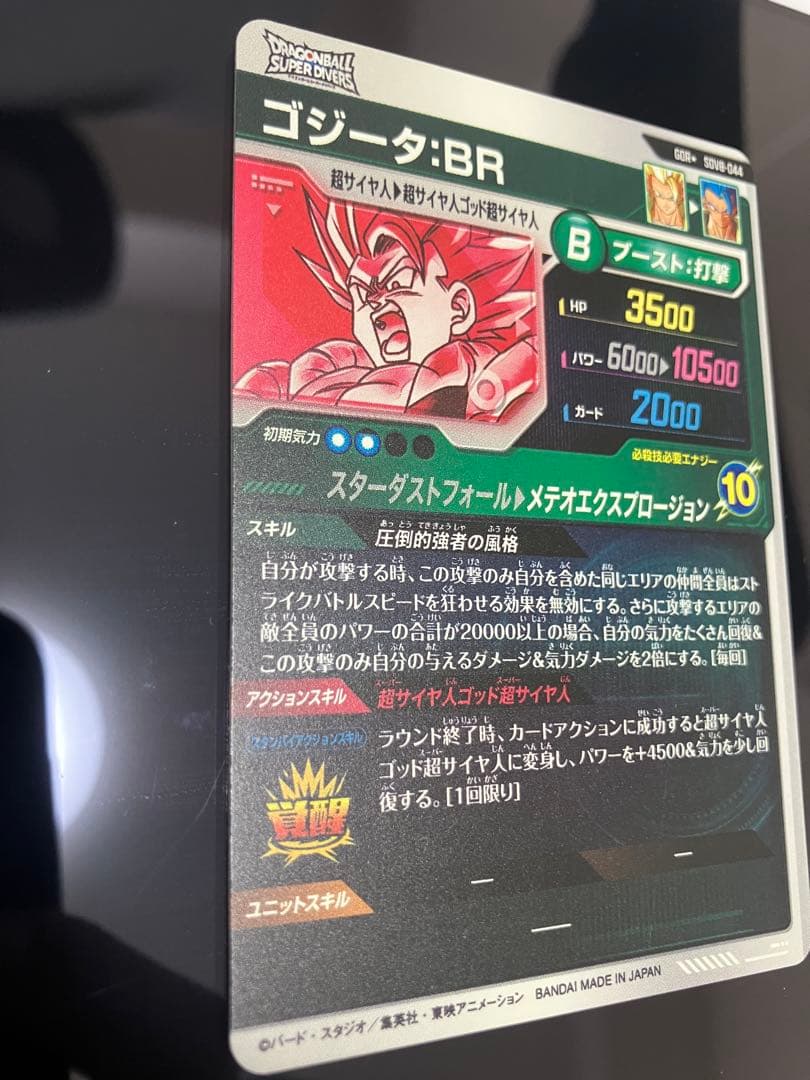 DRAGONBALL
SUPER DIVERS
ゴジータ:BR
GDR★ SDV8-044
超サイヤ人▶超サイヤ人ゴッド超サイヤ人
B ブースト:打撃
HP 3500
パワー 6000▶10500
ガード 2000
初期気力
必殺技必要エナジー
スターダストフォール▶メテオエクスプロージョン 10
スキル 圧倒的強者の風格
自分が攻撃する時、この攻撃のみ自分を含めた同じエリアの仲間全員はスト
ライクバトルスピードを狂わせる効果を無効にする。さらに攻撃するエリアの
敵全員のパワーの合計が20000以上の場合、自分の気力をたくさん回復&
この攻撃のみ自分の与えるダメージ&気力ダメージを2倍にする。[毎回]
アクションスキル 超サイヤ人ゴッド超サイヤ人
スタンバイアクションスキル
ラウンド終了時、カードアクションに成功すると超サイヤ人
ゴッド超サイヤ人に変身し、パワーを+4500&気力を少し回
復する。[1回限り]
覚醒
ー
ー
ユニットスキル
ー
©バード・スタジオ/集英社・東映アニメーション BANDAI MADE IN JAPAN